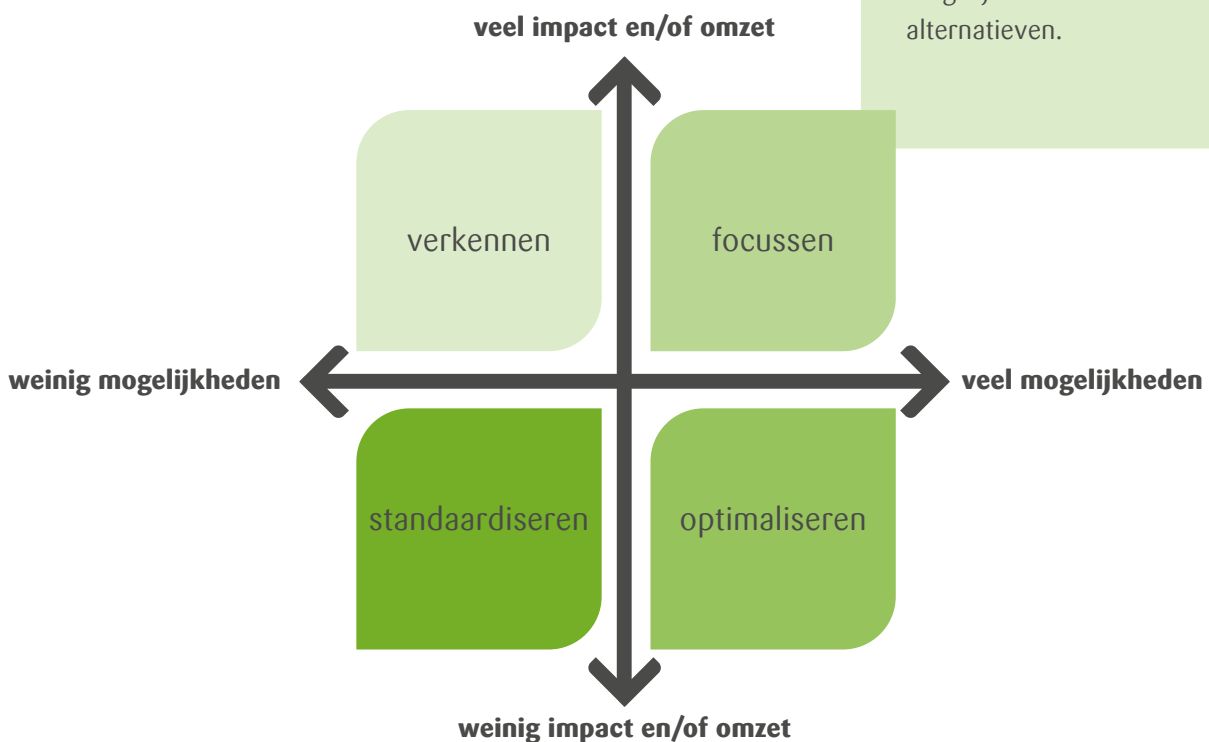 alternatieven.
veel impact en/of omzet
verkennen
focussen
weinig mogelijkheden
veel mogelijkheden
standaardiseren
optimaliseren
weinig impact en/of omzet